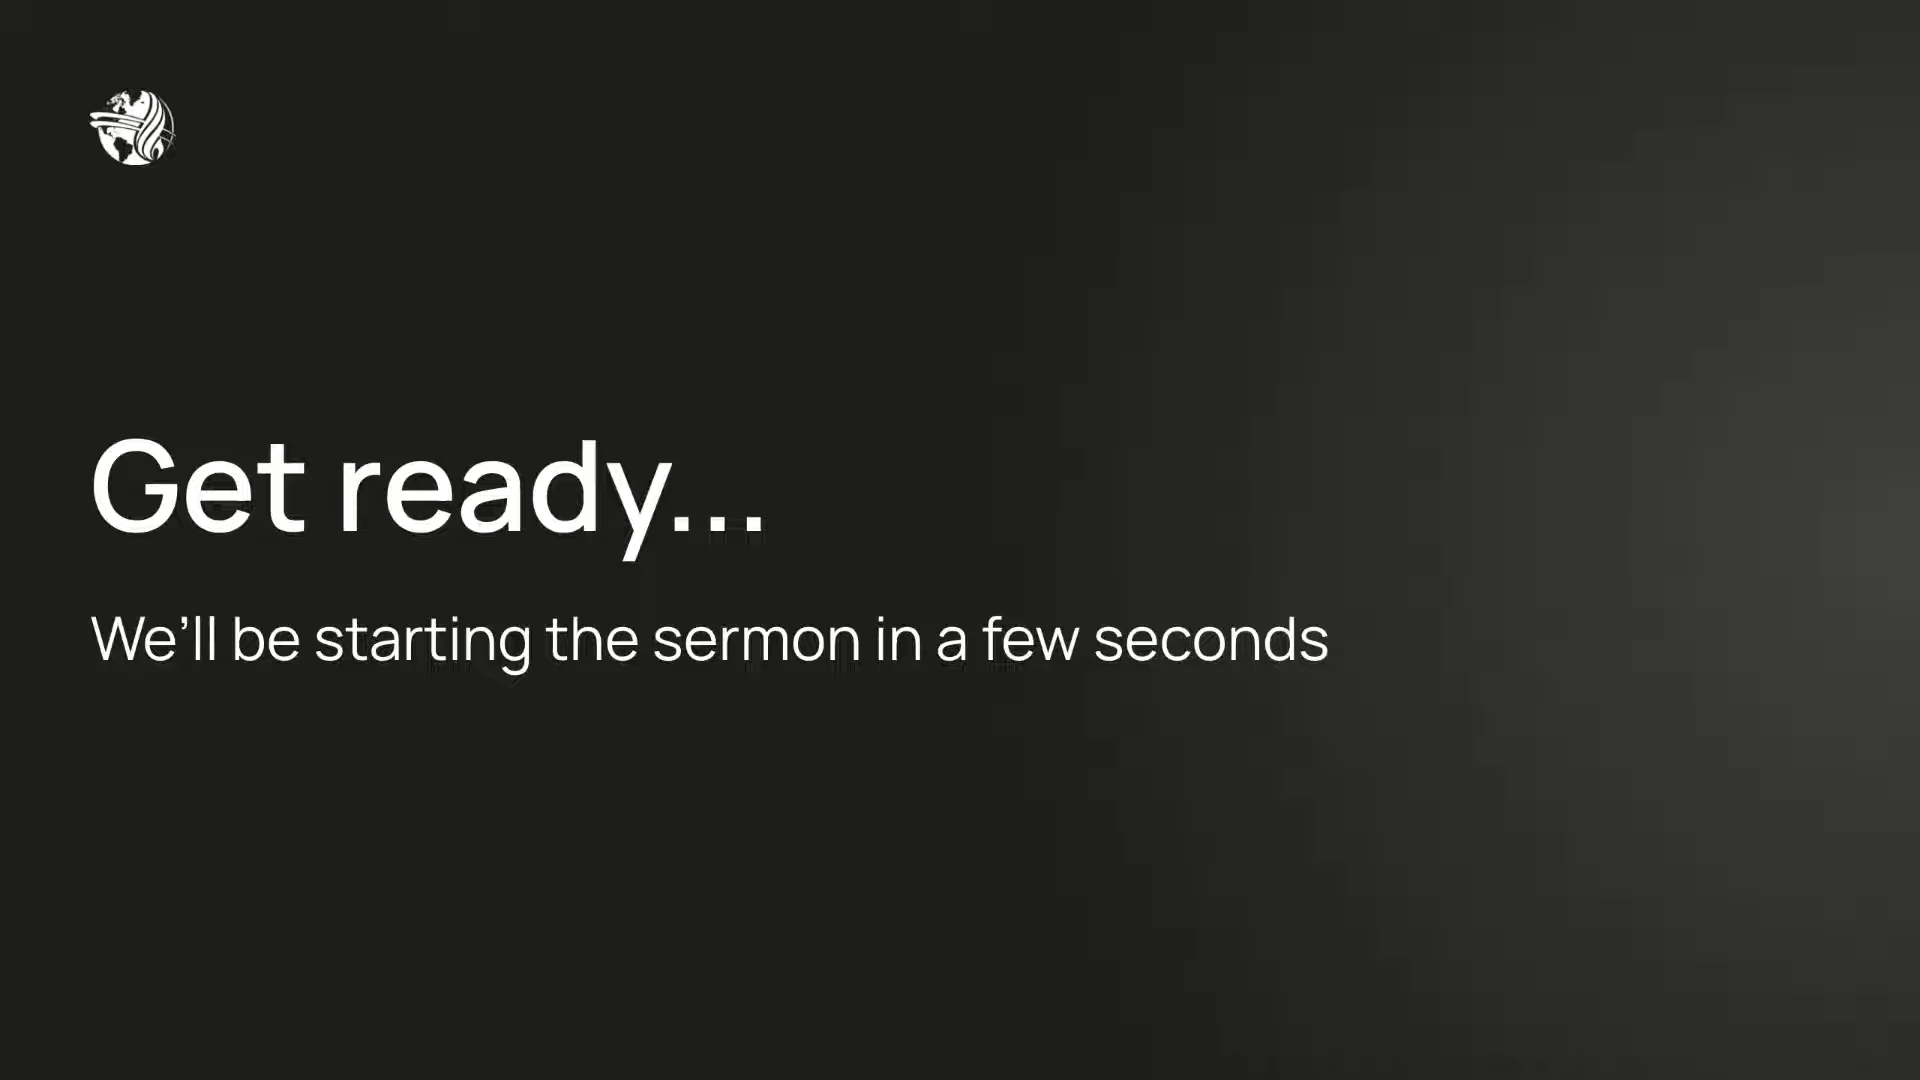 Get ready...
We’ll be starting the sermon in a few seconds